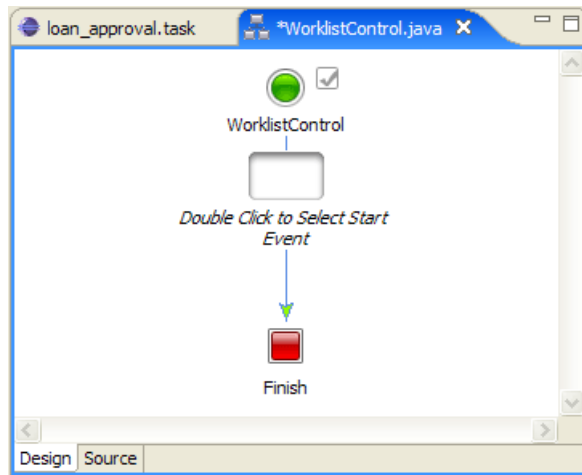 loan_approval.task
*WorklistControl.java
WorklistControl
Double Click to Select Start
Event
Finish
Design
Source